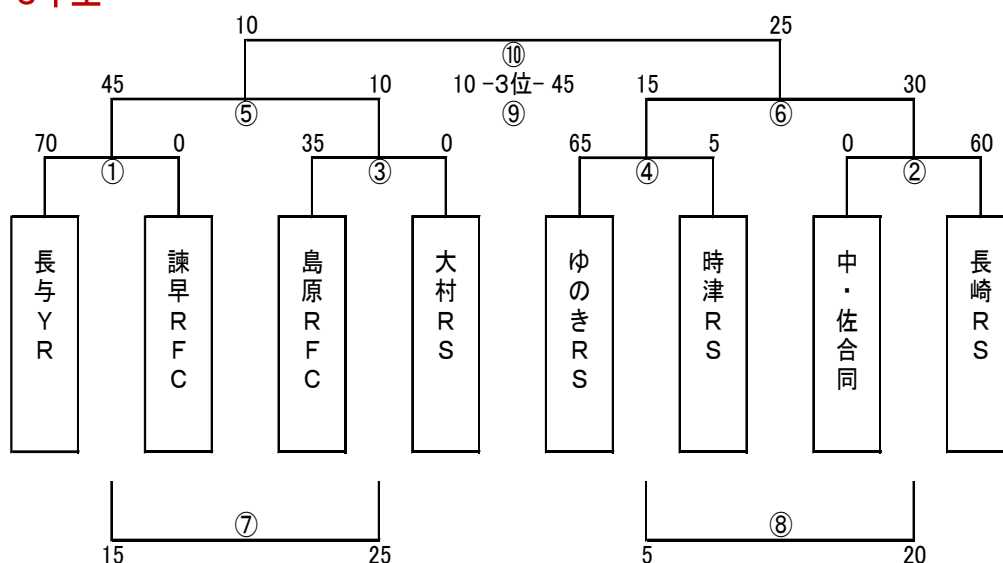 10 25
⑩
45 10 10 -3位- 45 15 30
⑤ ⑨ ⑥
70 0 35 0 65 5 0 60
① ③ ④ ②
長与YR
諫早RFC
島原RFC
大村RS
ゆのきRS
時津RS
中・佐合同
長崎RS
⑦ ⑧
15 25 5 20